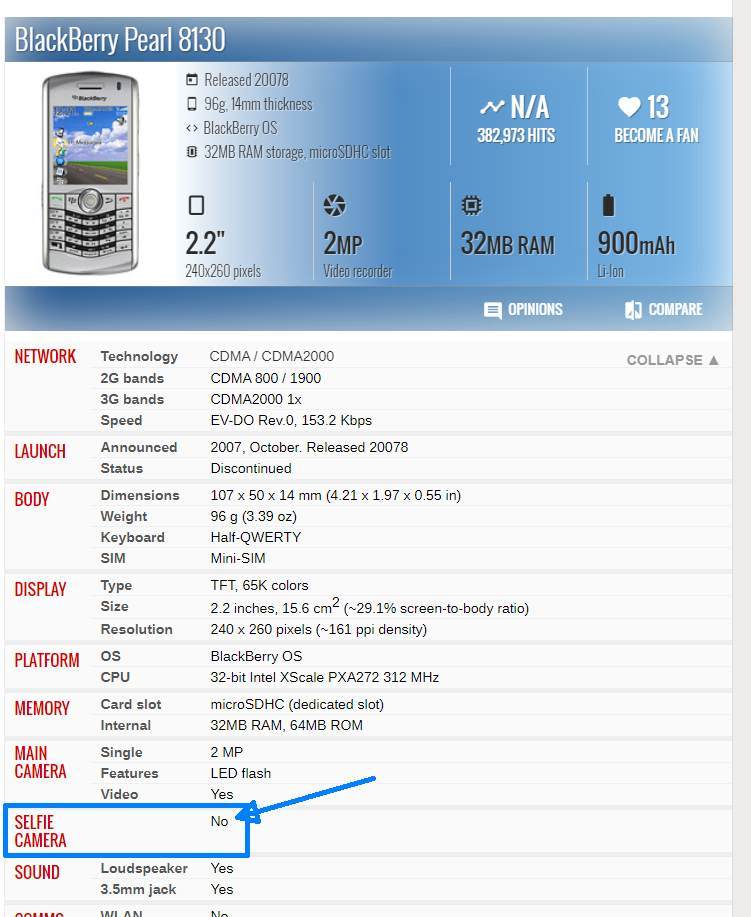 BlackBerry Pearl 8130
Released 20078
96g, 14mm thickness
BlackBerry OS
32MB RAM storage, microSDHC slot
N/A
382,973 HITS
13
BECOME A FAN
BlackBerry
Messages
2.2"
240x260 pixels
2MP
Video recorder
32MB RAM
900mAh
Li-Ion
OPINIONS
COMPARE
COLLAPSE ▲
NETWORK Technology CDMA / CDMA2000
2G bands CDMA 800 / 1900
3G bands CDMA2000 1x
Speed EV-DO Rev.0, 153.2 Kbps
LAUNCH Announced 2007, October. Released 20078
Status Discontinued
BODY Dimensions 107 x 50 x 14 mm (4.21 x 1.97 x 0.55 in)
Weight 96 g (3.39 oz)
Keyboard Half-QWERTY
SIM Mini-SIM
DISPLAY Type TFT, 65K colors
Size 2.2 inches, 15.6 cm2 (~29.1% screen-to-body ratio)
Resolution 240 x 260 pixels (~161 ppi density)
PLATFORM OS BlackBerry OS
CPU 32-bit Intel XScale PXA272 312 MHz
MEMORY Card slot microSDHC (dedicated slot)
Internal 32MB RAM, 64MB ROM
MAIN CAMERA Single 2 MP
Features LED flash
Video Yes
SELFIE CAMERA No
SOUND Loudspeaker Yes
3.5mm jack Yes
COMMS WLAN No